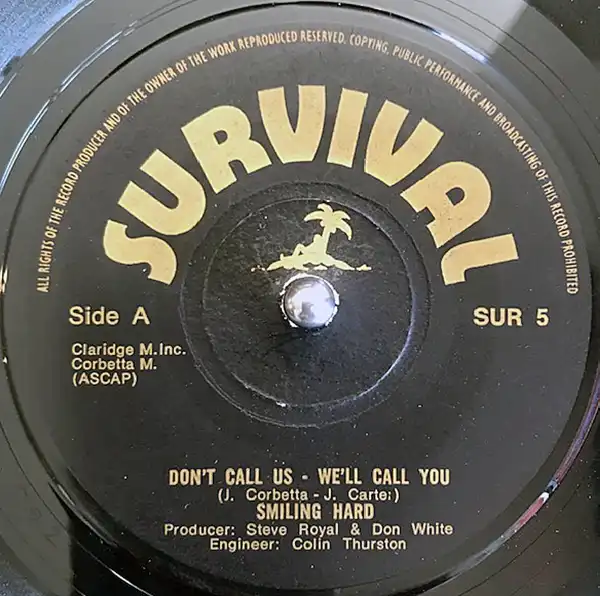 ALL RIGHTS OF THE RECORD PRODUCER AND OF THE OWNER OF THE WORK REPRODUCED RESERVED. COPTING, PUBLIC PERFORMANCE AND BROADCASTING OF THIS RECORD PROHIBITED
SURVIVAL
Side A
SUR 5
Claridge M.Inc.
Corbetta M.
(ASCAP)
DON'T CALL US - WE'LL CALL YOU
(J. Corbetta - J. Carter)
SMILING HARD
Producer: Steve Royal & Don White
Engineer: Colin Thurston